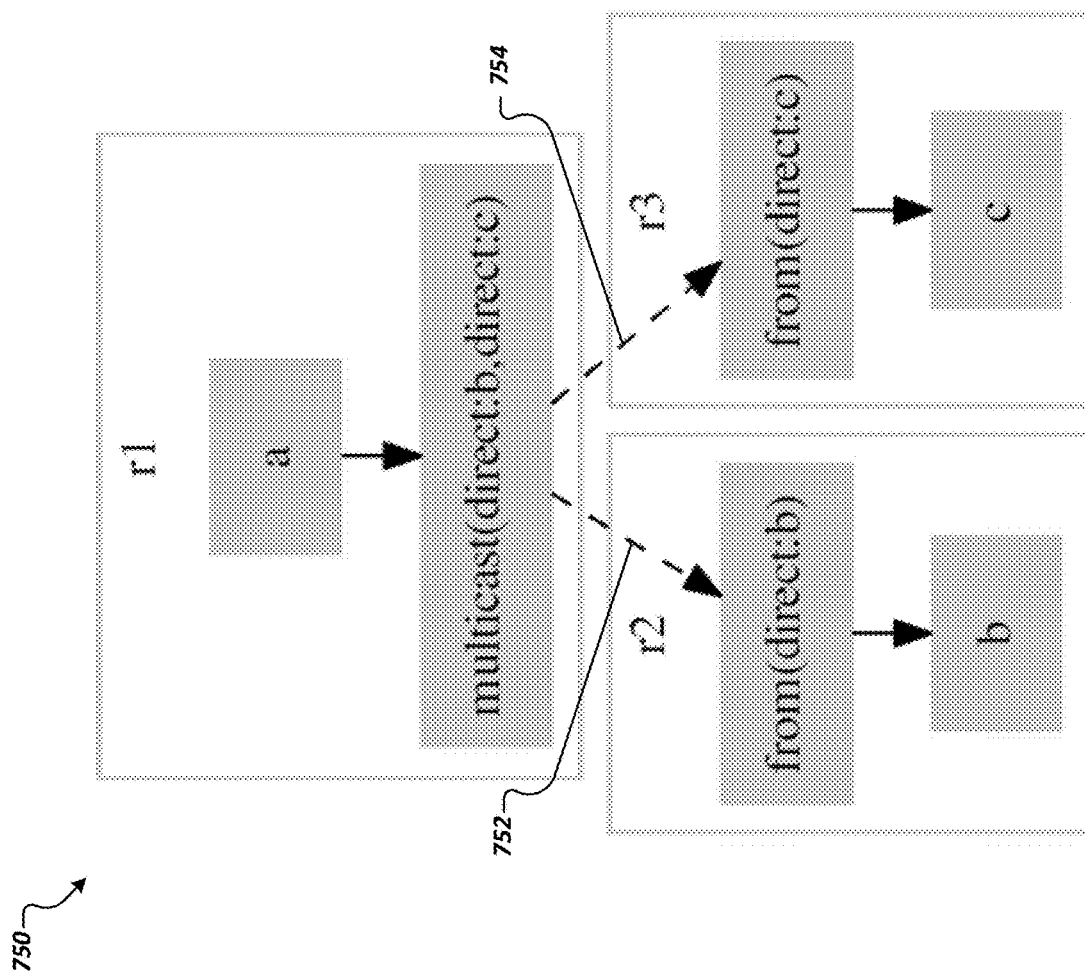 750
r1
a
multicast(direct:b,direct:c)
752
754
r2
from(direct:b)
b
r3
from(direct:c)
c